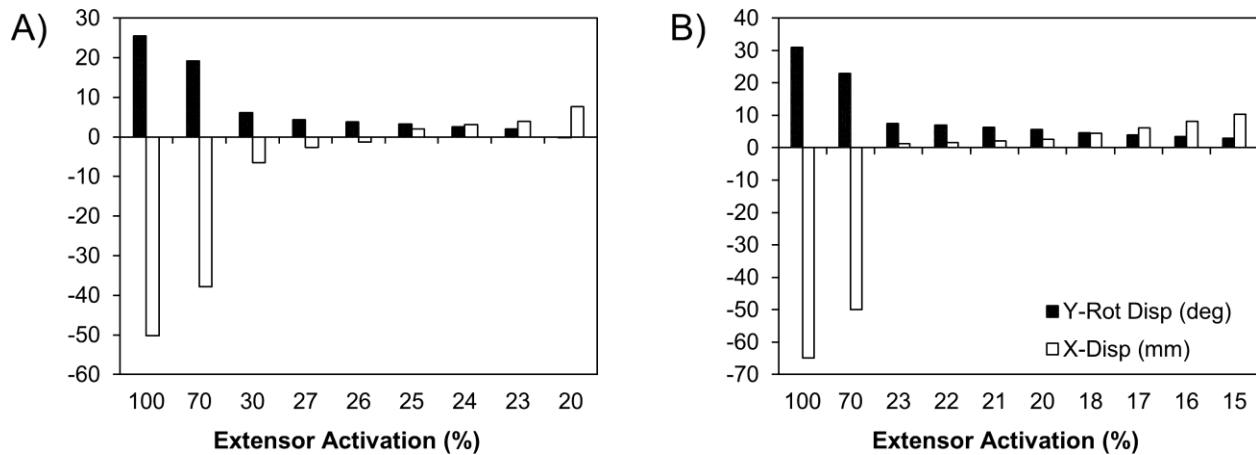 A)
30
20
10
0
-10
-20
-30
-40
-50
-60
100 70 30 27 26 25 24 23 20
Extensor Activation (%)
B)
40
30
20
10
0
-10
-20
-30
-40
-50
-60
-70
Y-Rot Disp (deg)
X-Disp (mm)
100 70 23 22 21 20 18 17 16 15
Extensor Activation (%)